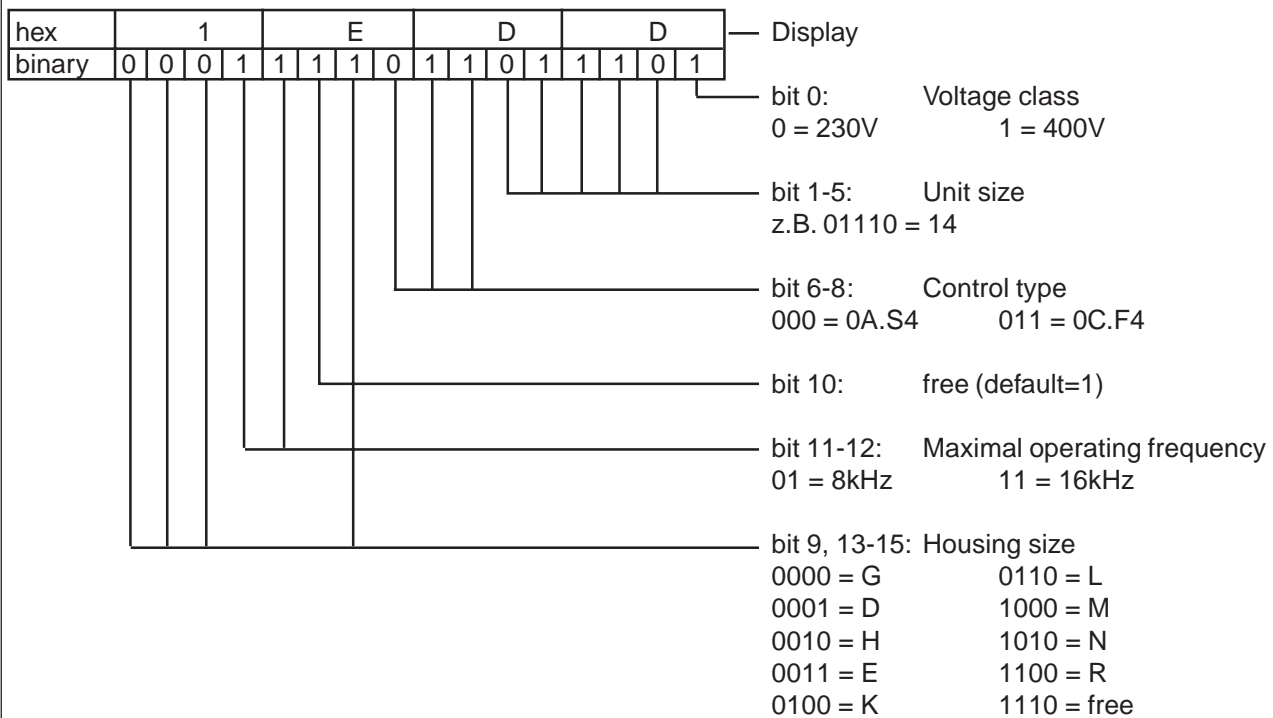 hex 1 E D D Display
binary 0 0 0 1 1 1 1 0 1 1 0 1 1 1 0 1
bit 0: Voltage class
0 = 230V 1 = 400V
bit 1-5: Unit size
z.B. 01110 = 14
bit 6-8: Control type
000 = 0A.S4 011 = 0C.F4
bit 10: free (default=1)
bit 11-12: Maximal operating frequency
01 = 8kHz 11 = 16kHz
bit 9, 13-15: Housing size
0000 = G 0110 = L
0001 = D 1000 = M
0010 = H 1010 = N
0011 = E 1100 = R
0100 = K 1110 = free